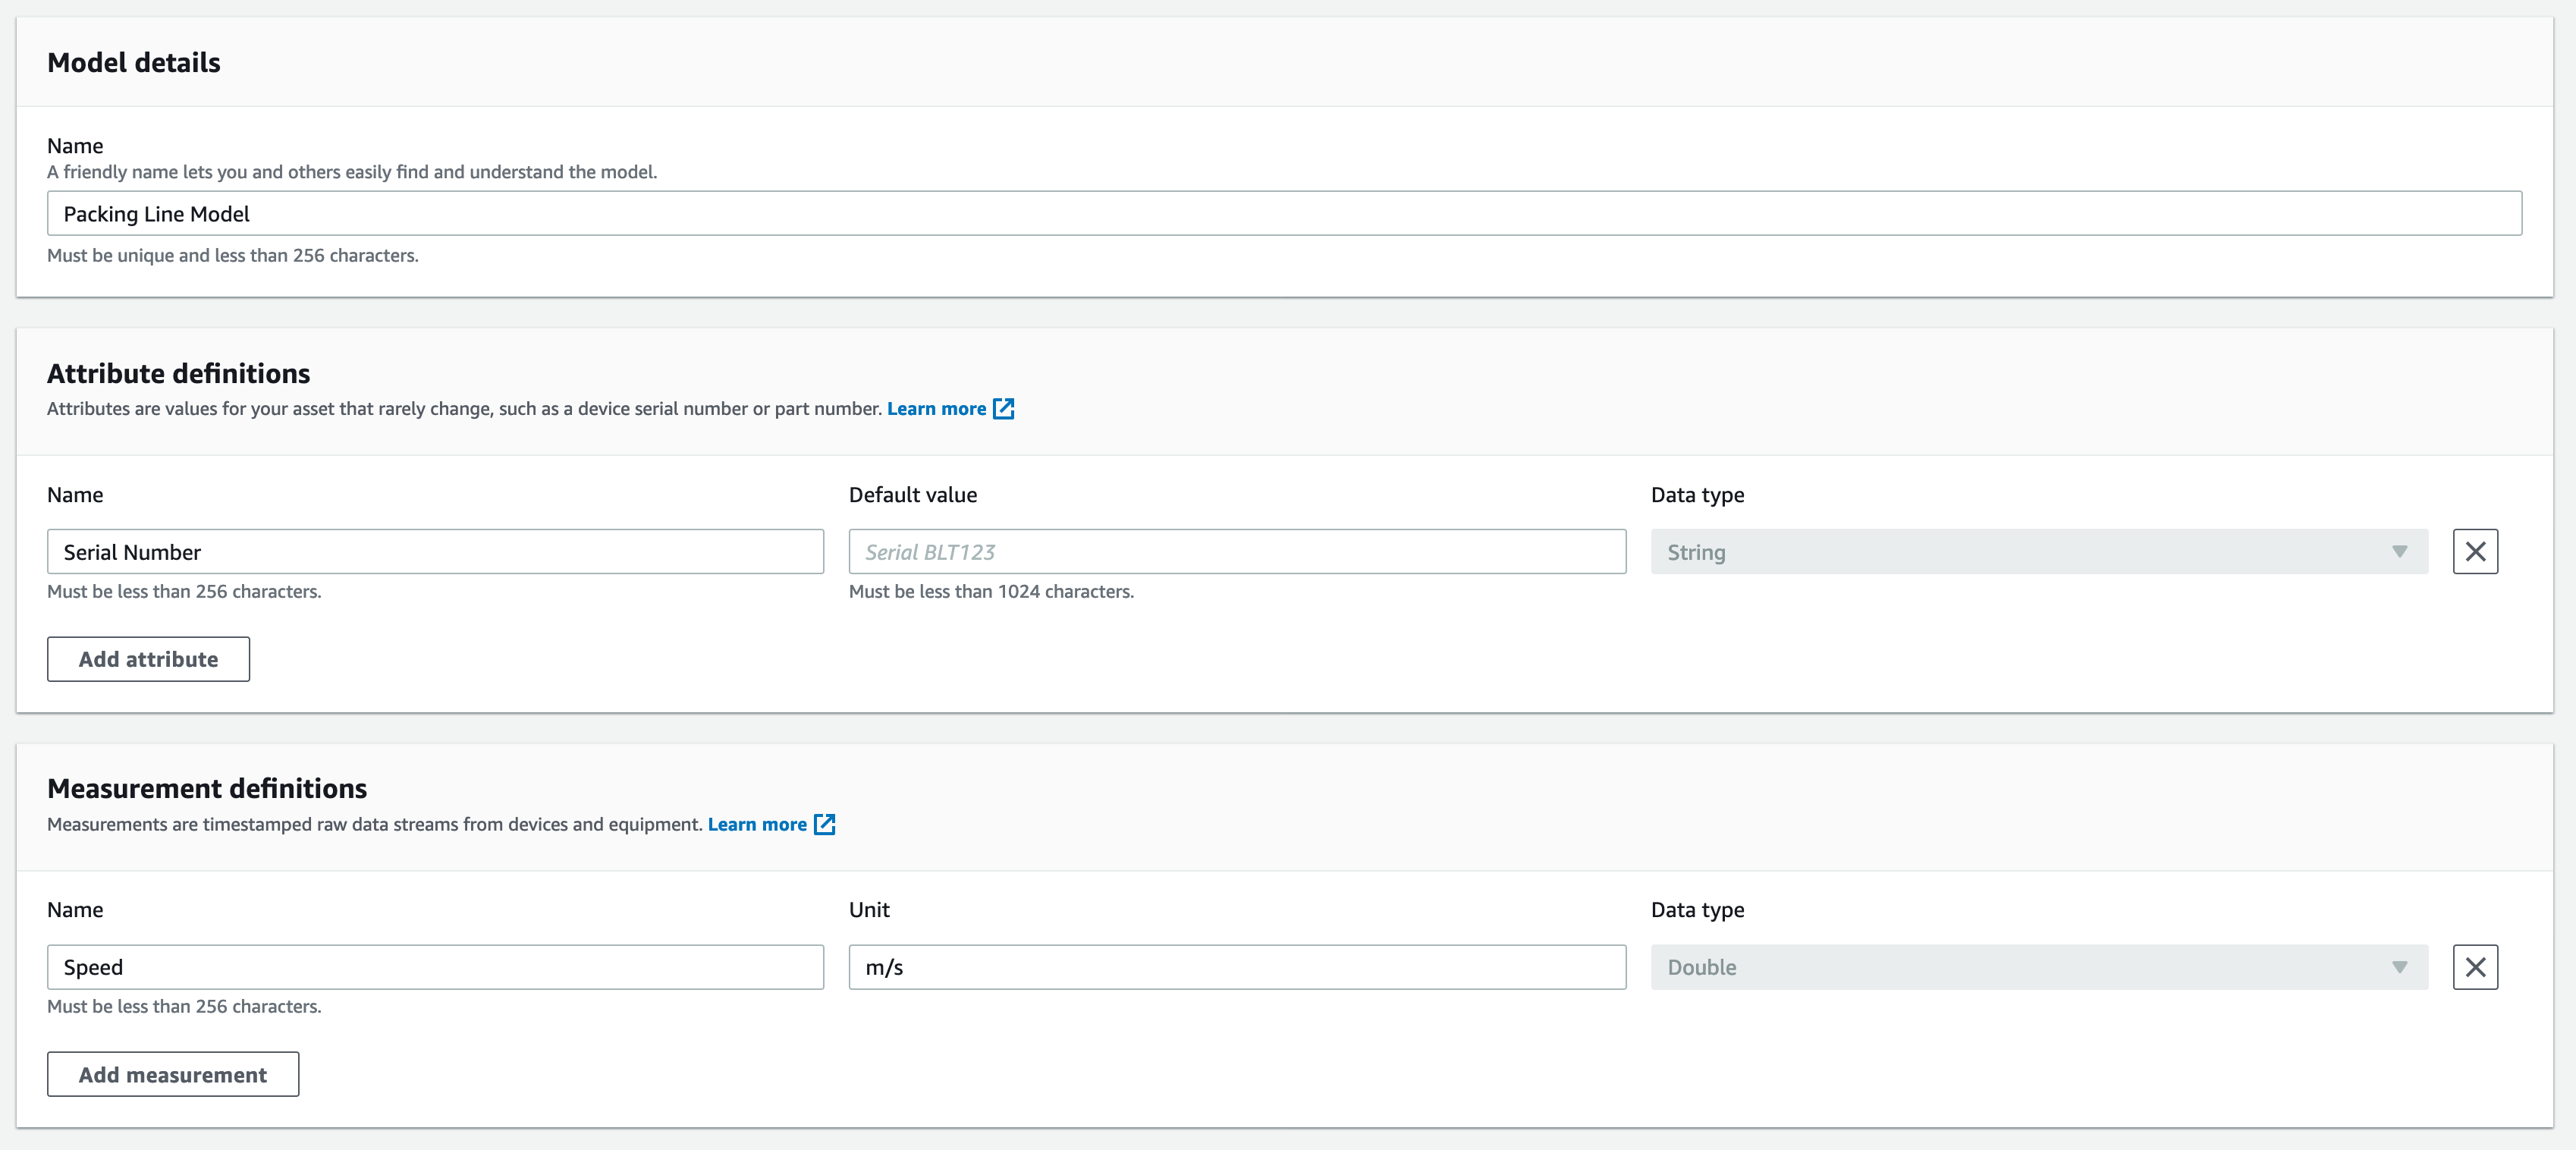 Model details
Name
A friendly name lets you and others easily find and understand the model.
Packing Line Model
Must be unique and less than 256 characters.
Attribute definitions
Attributes are values for your asset that rarely change, such as a device serial number or part number. Learn more
Name Default value Data type
Serial Number Serial BLT123 String
Must be less than 256 characters. Must be less than 1024 characters.
Add attribute
Measurement definitions
Measurements are timestamped raw data streams from devices and equipment. Learn more
Name Unit Data type
Speed m/s Double
Must be less than 256 characters.
Add measurement